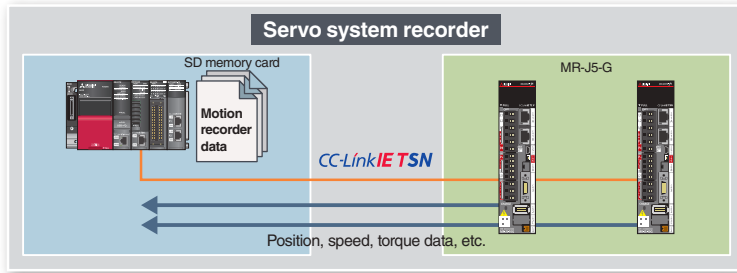 Servo system recorder
SD memory card
MR-J5-G
Motion
recorder
data
CC-Link IE TSN
Position, speed, torque data, etc.